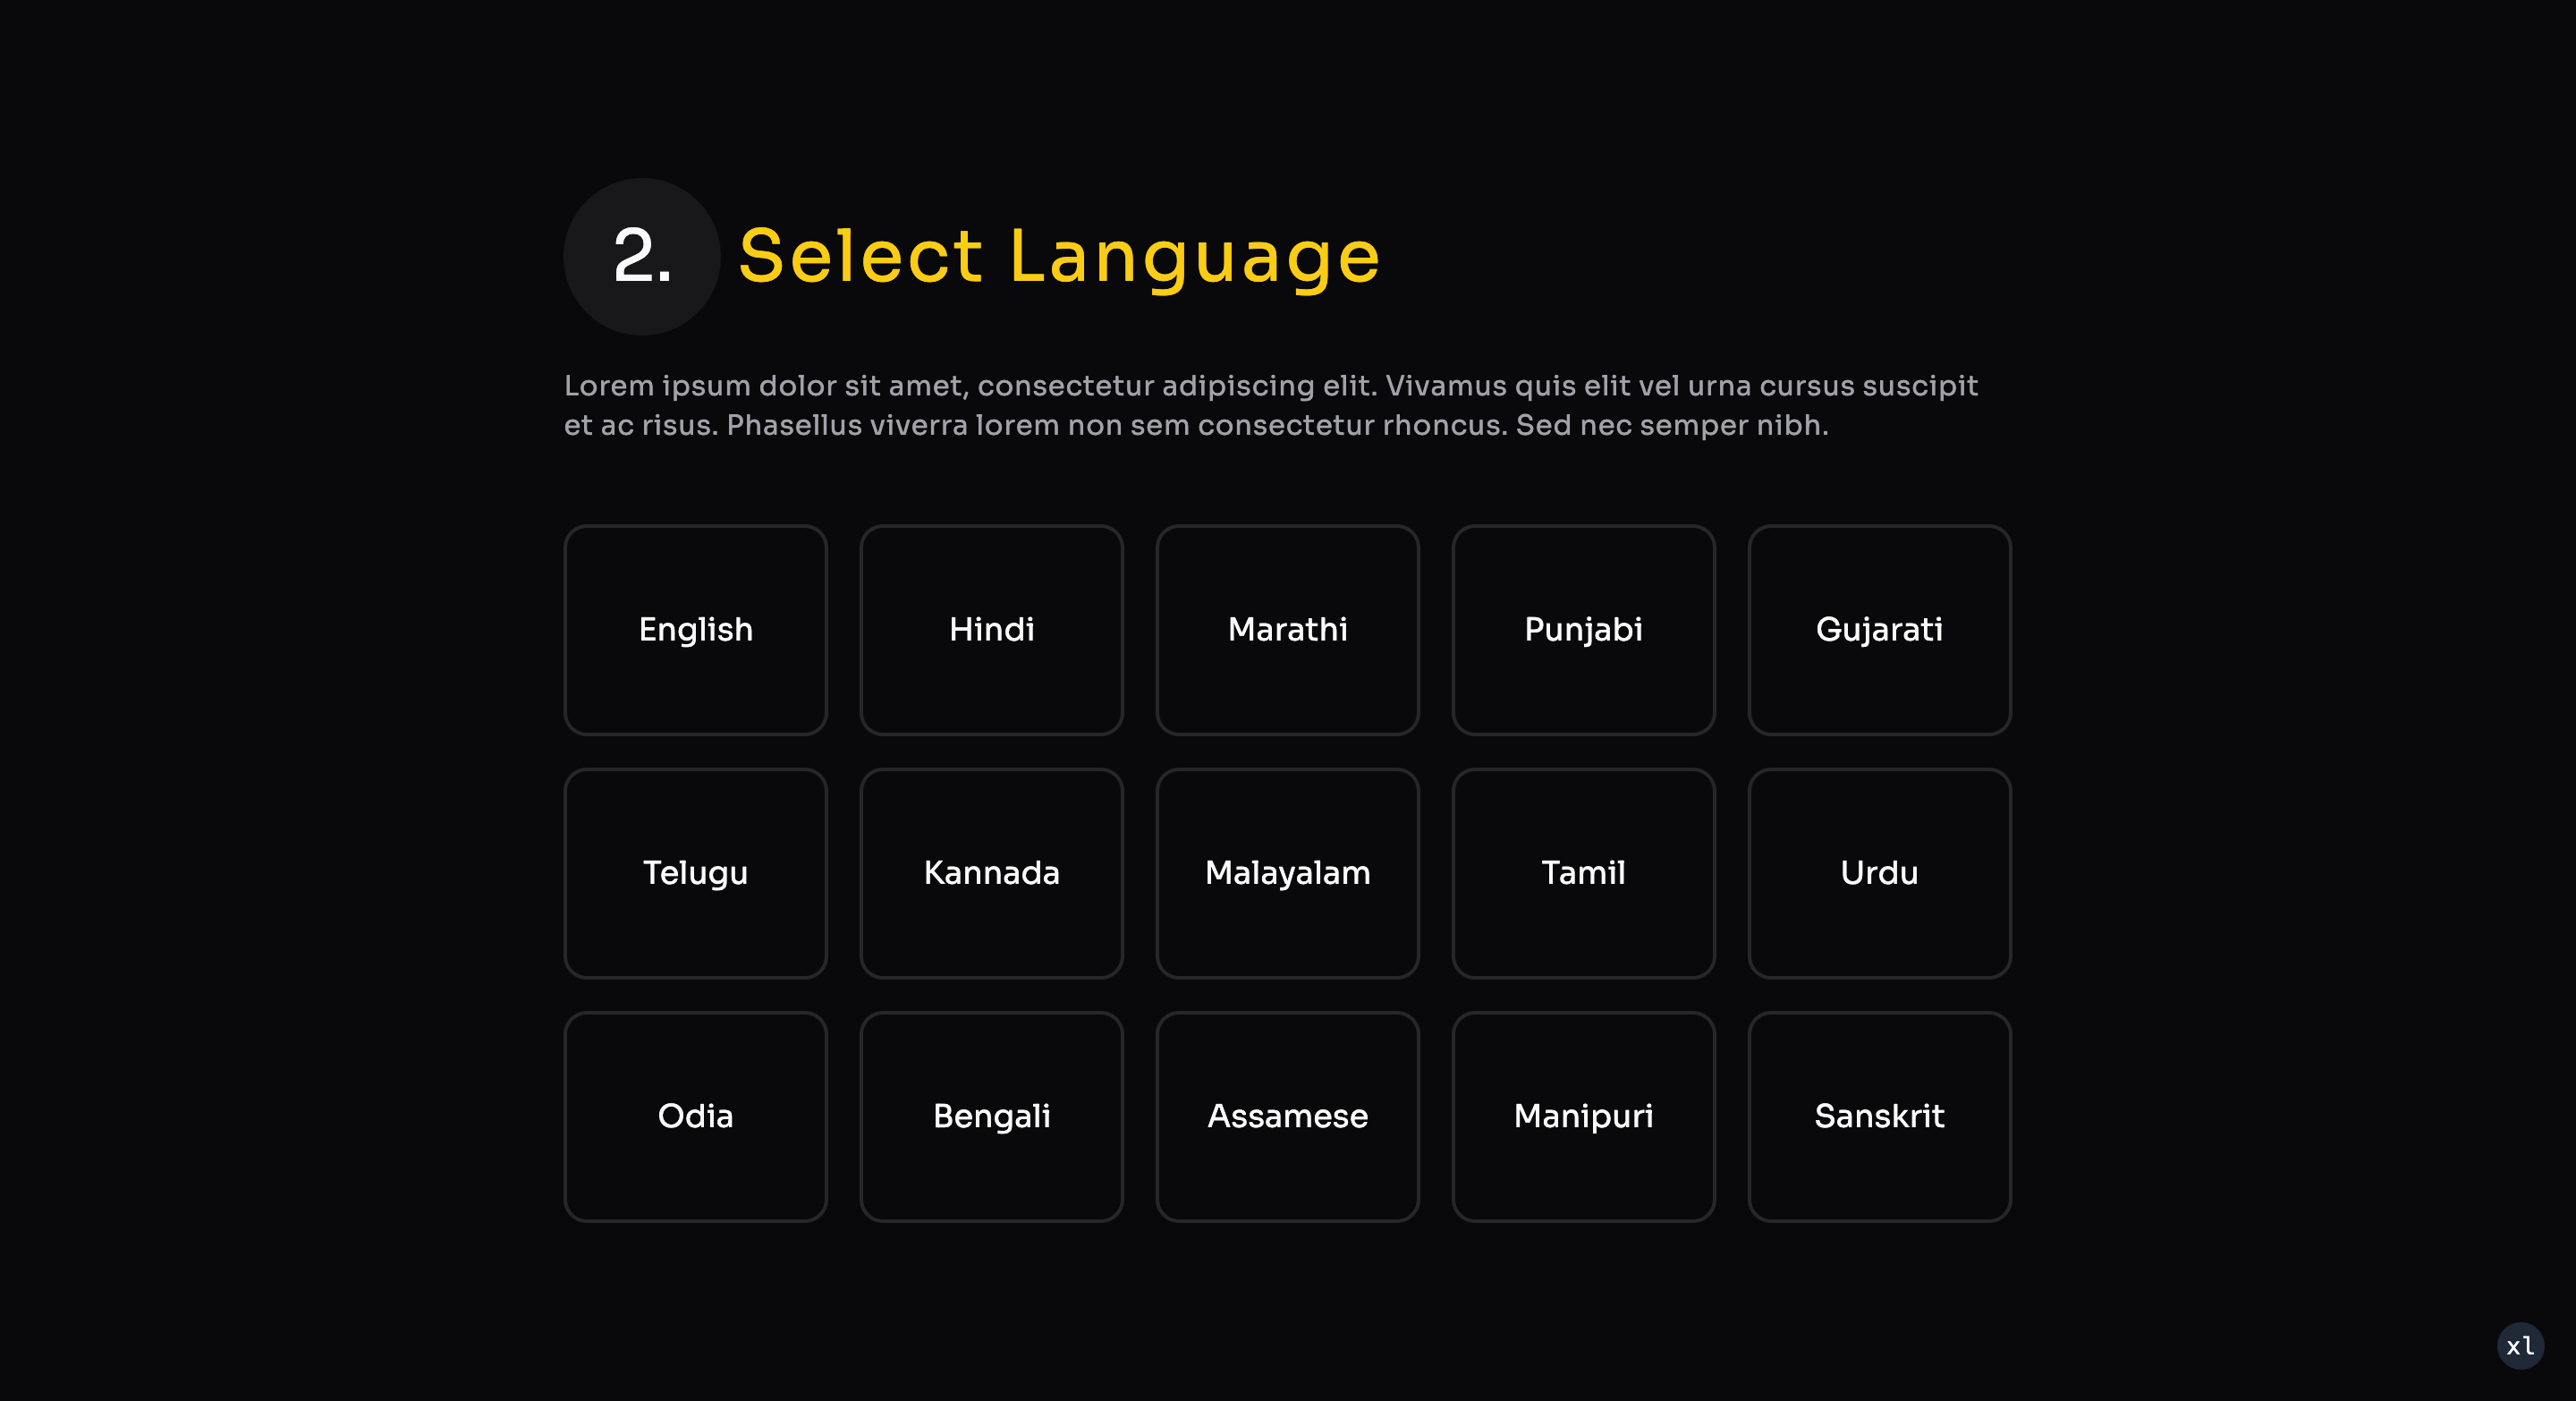 2. Select Language
Lorem ipsum dolor sit amet, consectetur adipiscing elit. Vivamus quis elit vel urna cursus suscipit
et ac risus. Phasellus viverra lorem non sem consectetur rhoncus. Sed nec semper nibh.
English Hindi Marathi Punjabi Gujarati
Telugu Kannada Malayalam Tamil Urdu
Odia Bengali Assamese Manipuri Sanskrit
xl